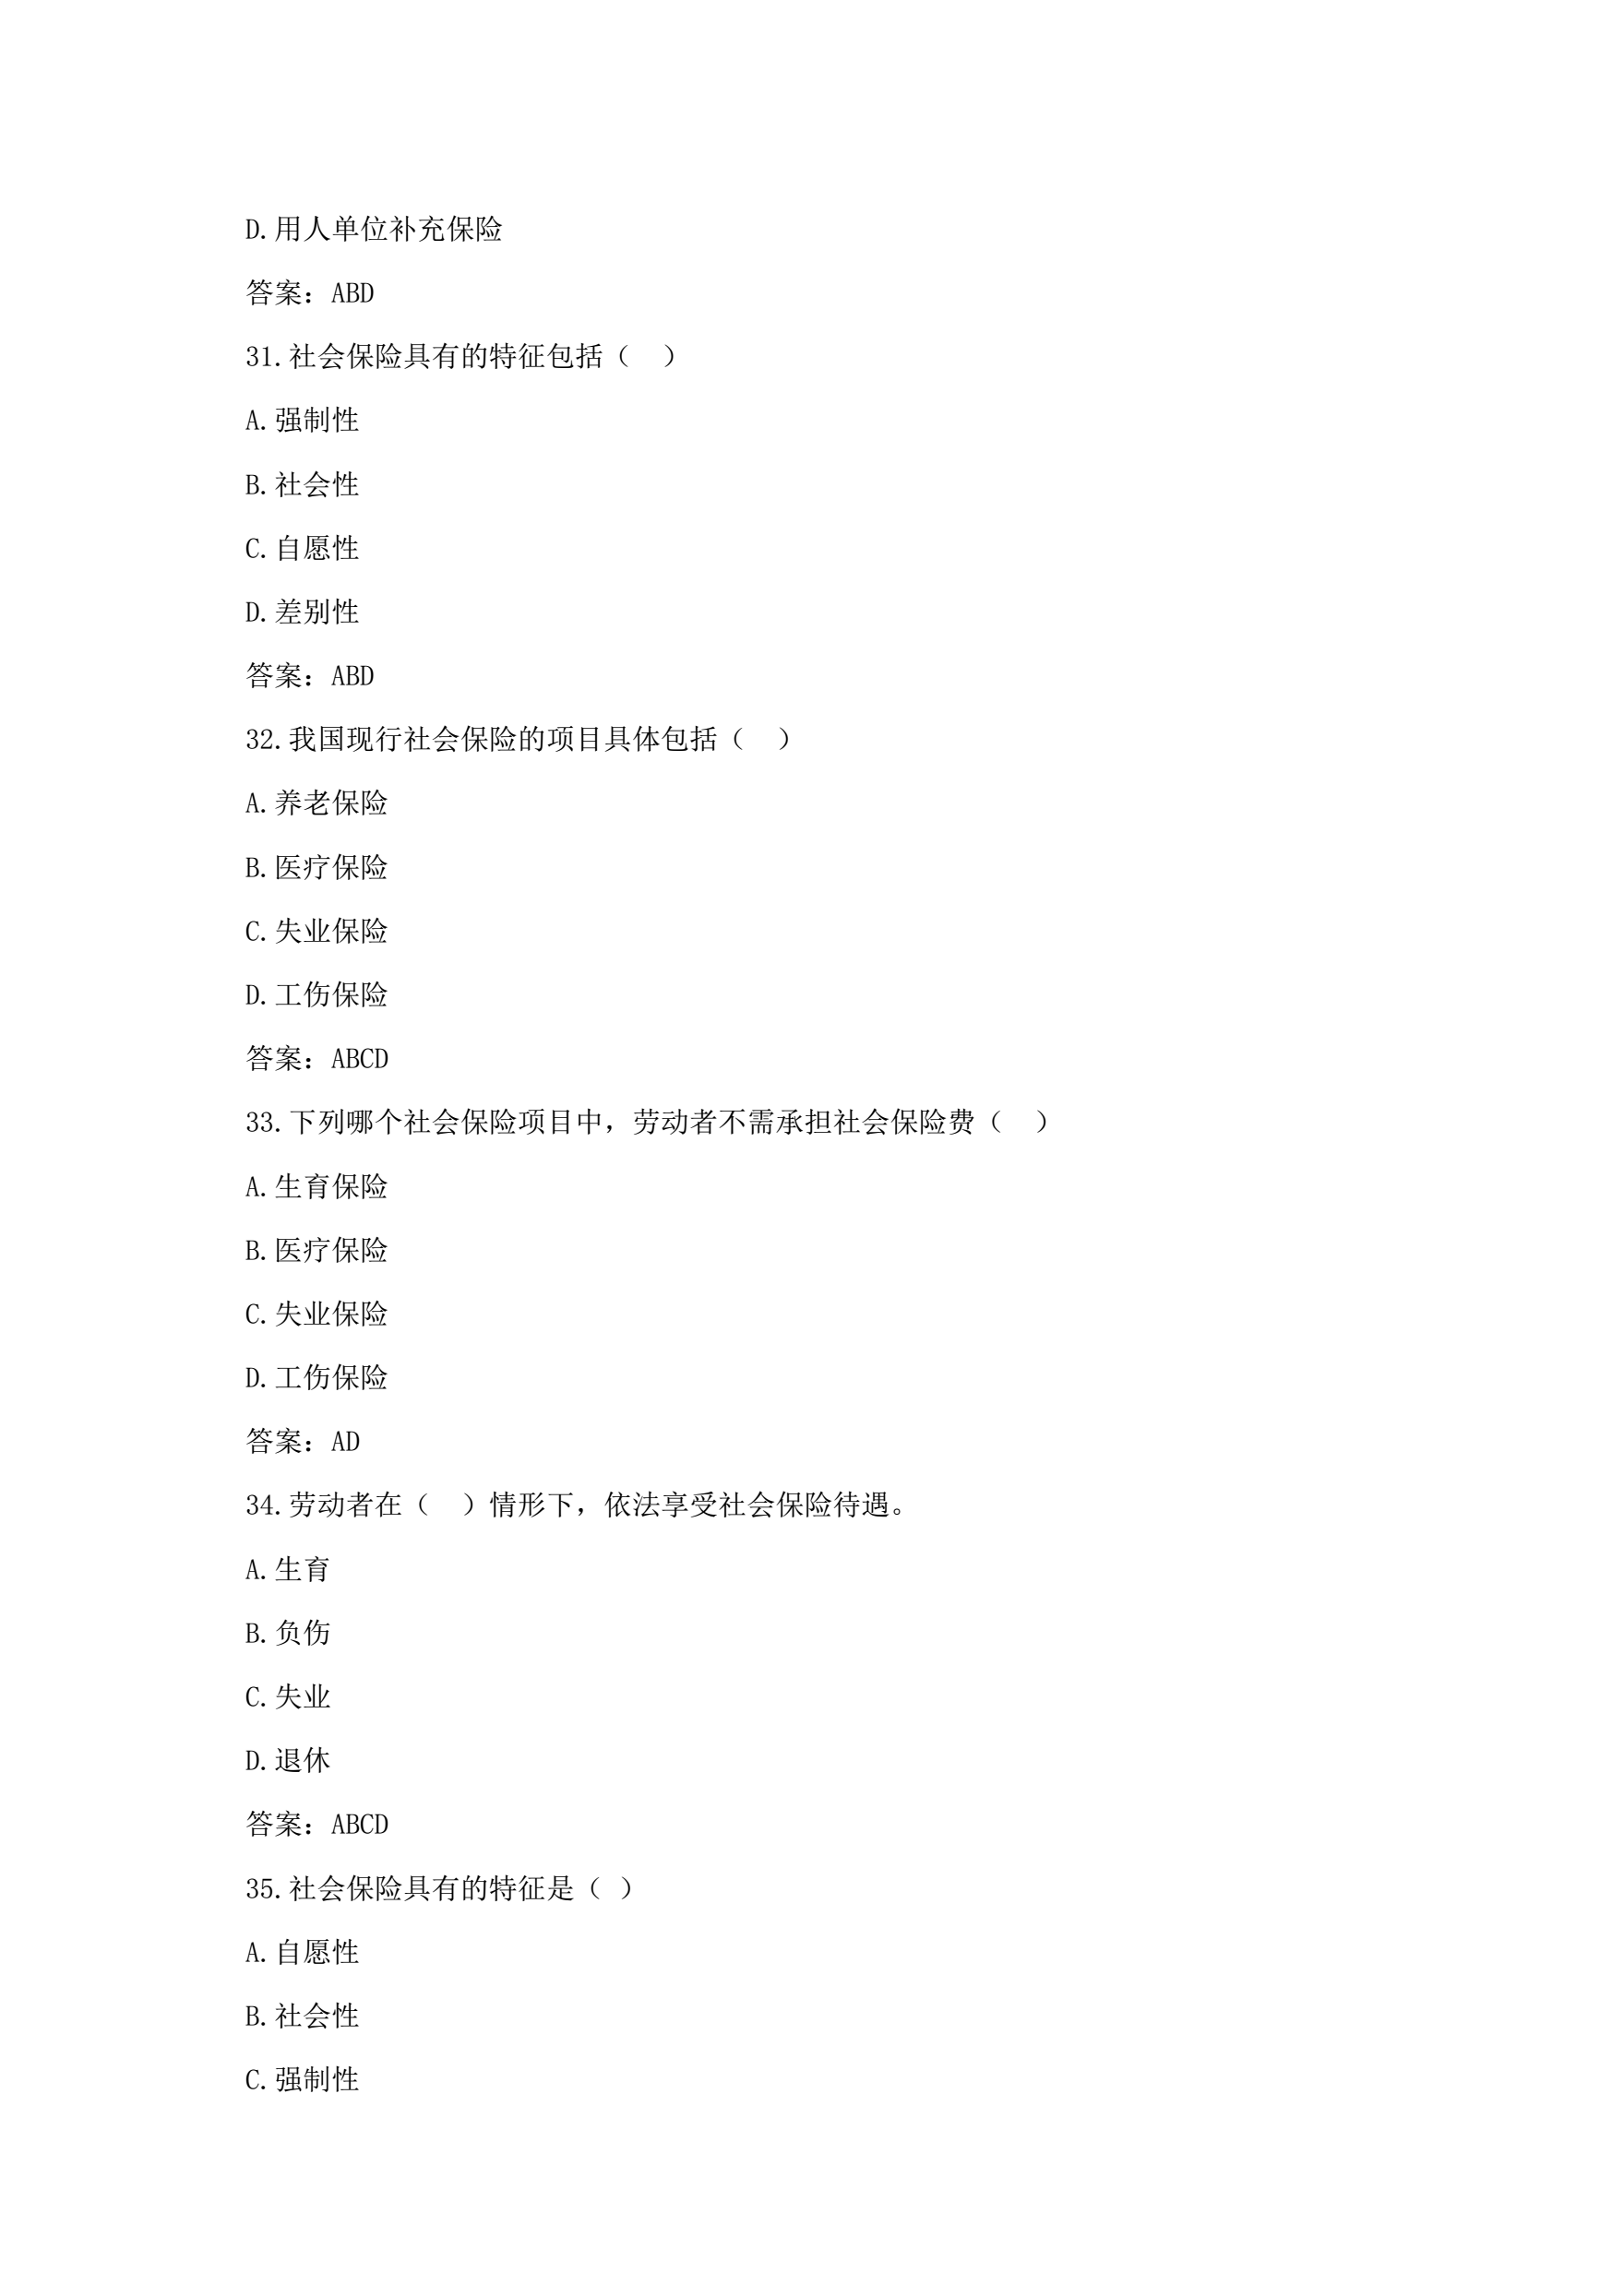 D.用人单位补充保险
答案：ABD
31.社会保险具有的特征包括（  ）
A.强制性
B.社会性
C.自愿性
D.差别性
答案：ABD
32.我国现行社会保险的项目具体包括（  ）
A.养老保险
B.医疗保险
C.失业保险
D.工伤保险
答案：ABCD
33.下列哪个社会保险项目中，劳动者不需承担社会保险费（  ）
A.生育保险
B.医疗保险
C.失业保险
D.工伤保险
答案：AD
34.劳动者在（  ）情形下，依法享受社会保险待遇。
A.生育
B.负伤
C.失业
D.退休
答案：ABCD
35.社会保险具有的特征是（ ）
A.自愿性
B.社会性
C.强制性